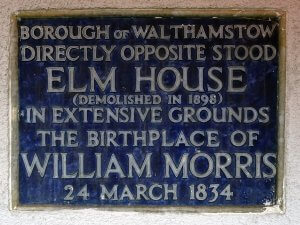 BOROUGH OF WALTHAMSTOW
DIRECTLY OPPOSITE STOOD
ELM HOUSE
(DEMOLISHED IN 1898)
IN EXTENSIVE GROUNDS
THE BIRTHPLACE OF
WILLIAM MORRIS
24 MARCH 1834